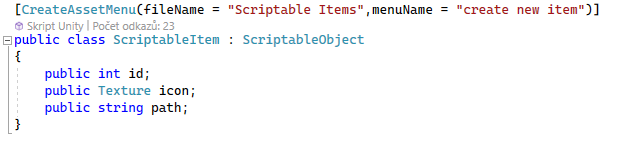 [CreateAssetMenu(fileName = "Scriptable Items",menuName = "create new item")]
Skript Unity | Počet odkazů: 23
public class ScriptableItem : ScriptableObject
{
public int id;
public Texture icon;
public string path;
}